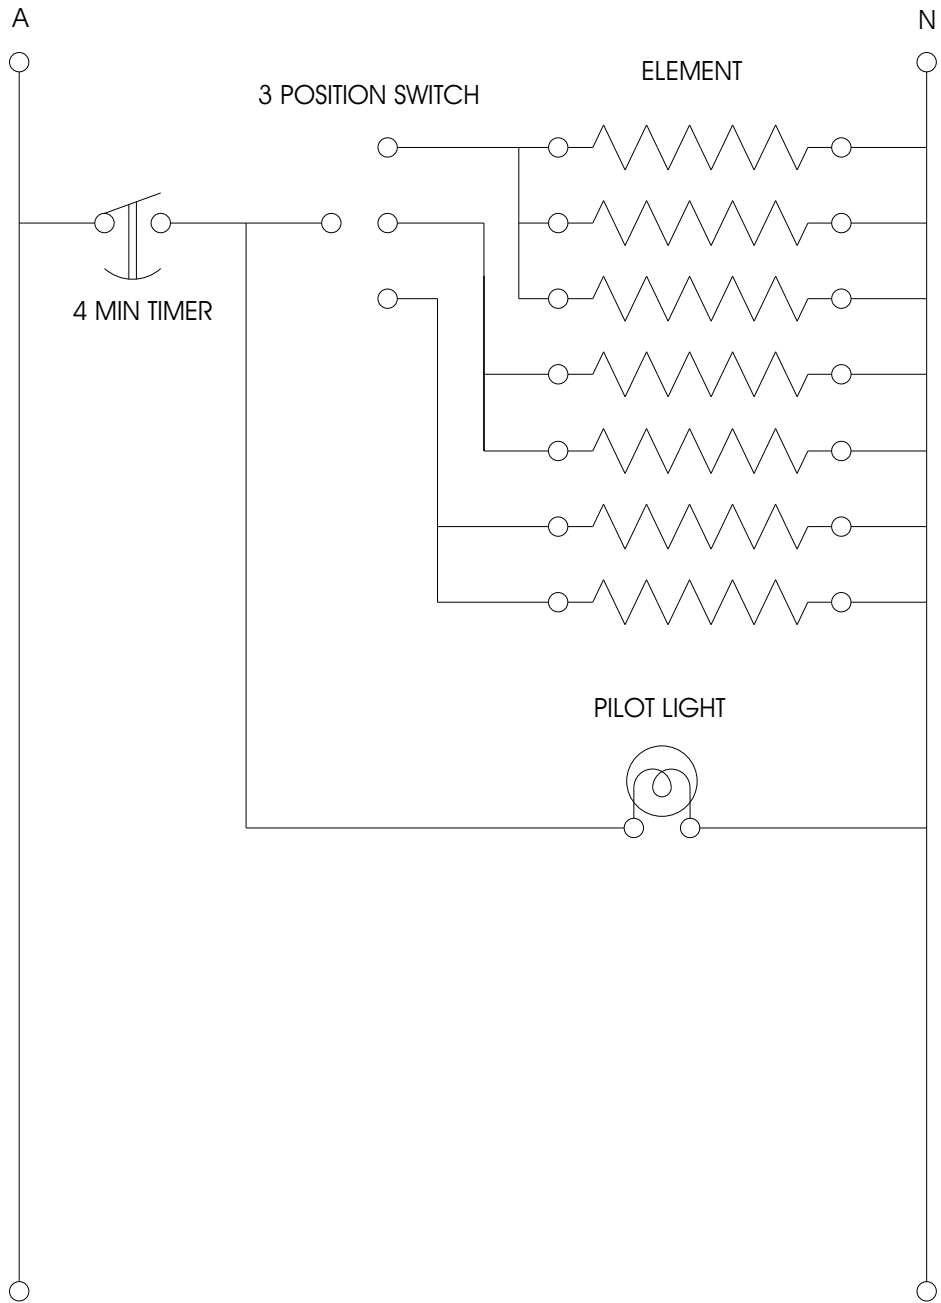 A
N
ELEMENT
3 POSITION SWITCH
4 MIN TIMER
PILOT LIGHT